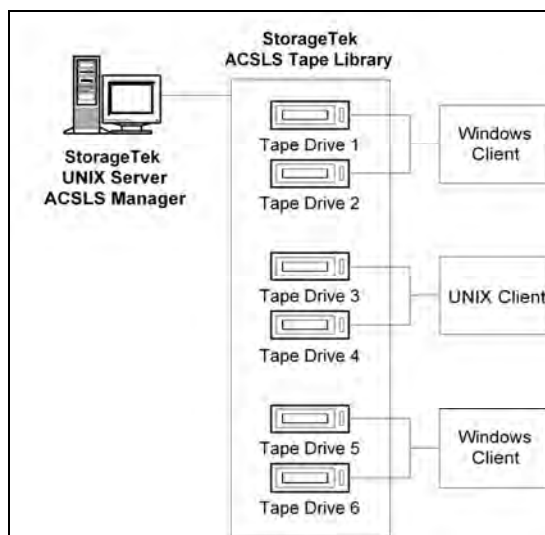 StorageTek
ACSLS Tape Library
StorageTek
UNIX Server
ACSLS Manager
Tape Drive 1
Tape Drive 2
Windows
Client
Tape Drive 3
Tape Drive 4
UNIX Client
Tape Drive 5
Tape Drive 6
Windows
Client